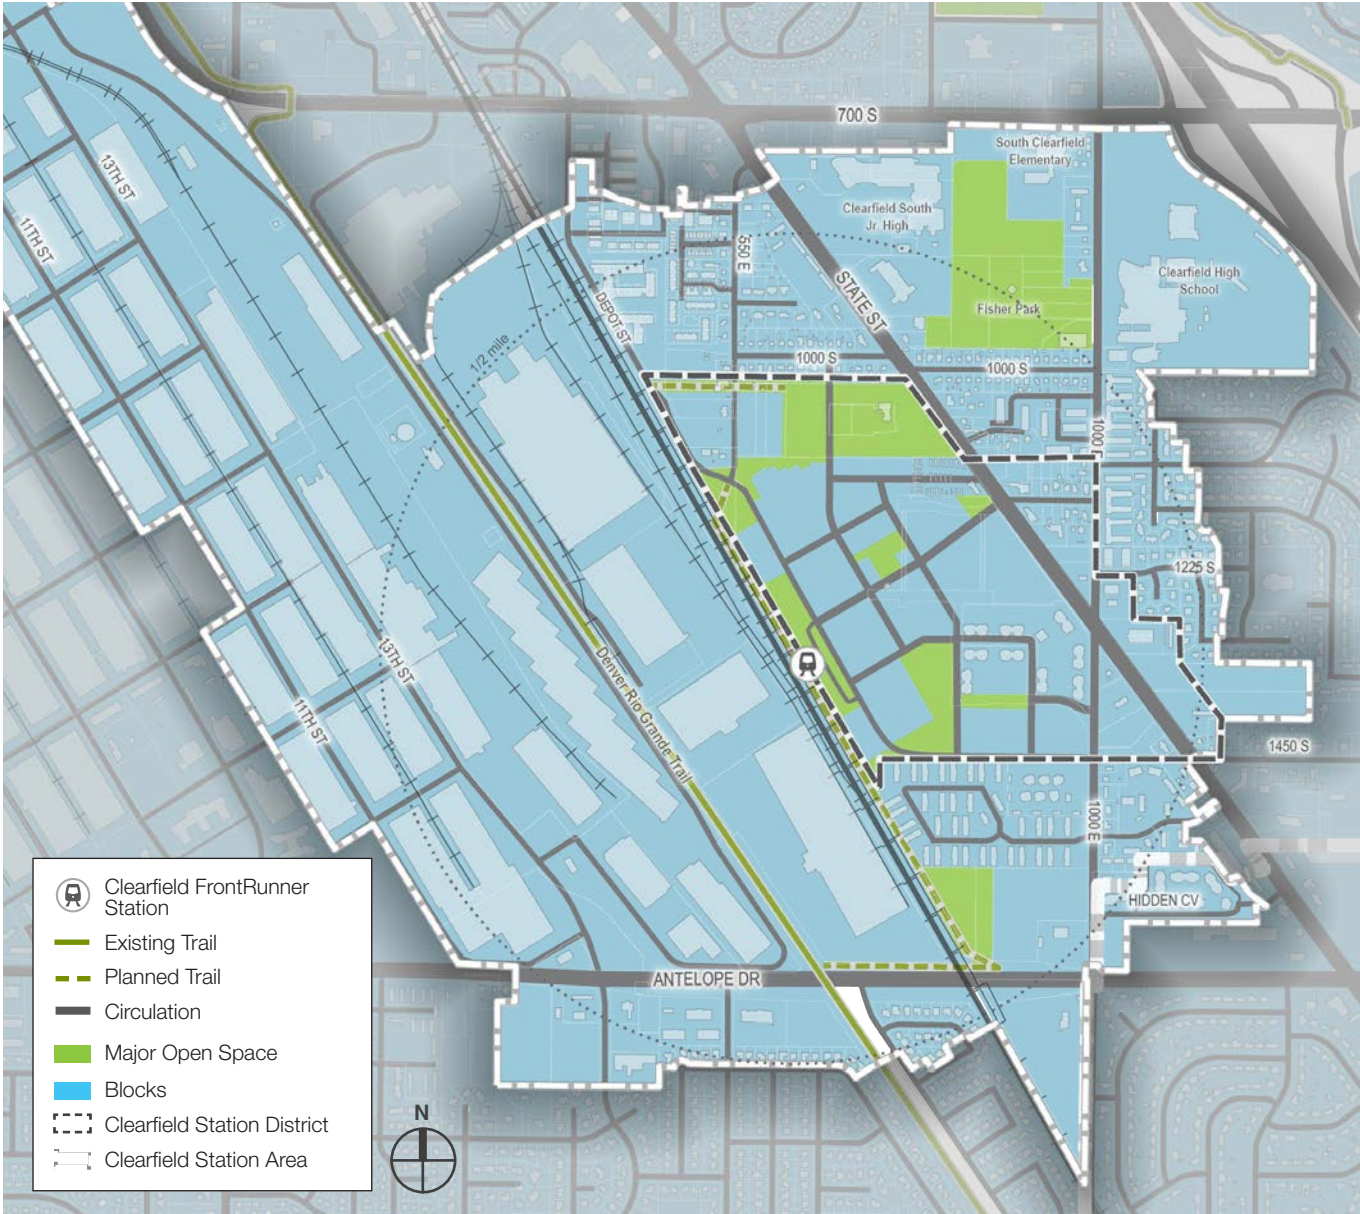 700 S
South Clearfield
Elementary
13TH ST
Clearfield South
Jr. High
11TH ST
550 E
Clearfield High
School
STATE ST
DEPOT ST
Fisher Park
1/2 mile
1000 S
1000 S
1000 E
1225 S
13TH ST
Denver Rio Grande Trail
11TH ST
1450 S
1000 E
HIDDEN CV
ANTELOPE DR
Clearfield FrontRunner
Station
Existing Trail
Planned Trail
Circulation
Major Open Space
Blocks
Clearfield Station District
Clearfield Station Area
N